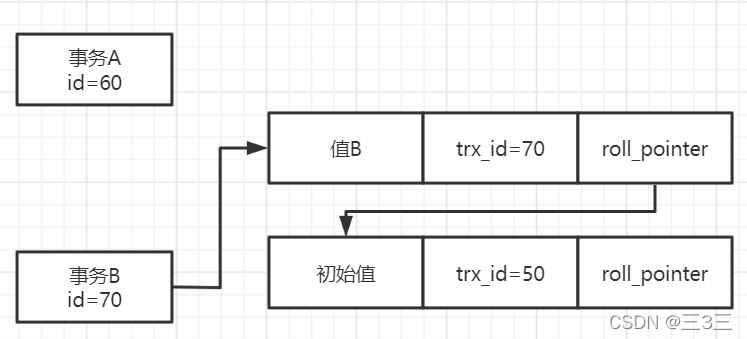 事务A
id=60
值B
trx_id=70
roll_pointer
事务B
id=70
初始值
trx_id=50
roll_pointer
CSDN @三3三